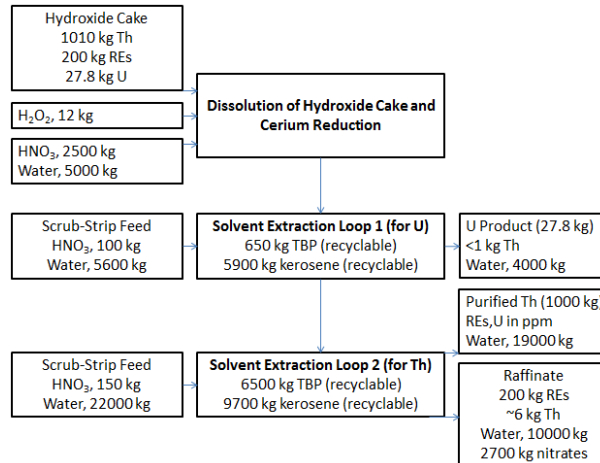 Hydroxide Cake
1010 kg Th
200 kg REs
27.8 kg U
H₂O₂, 12 kg
HNO₃, 2500 kg
Water, 5000 kg
Dissolution of Hydroxide Cake and
Cerium Reduction
Scrub-Strip Feed
HNO₃, 100 kg
Water, 5600 kg
Solvent Extraction Loop 1 (for U)
650 kg TBP (recyclable)
5900 kg kerosene (recyclable)
U Product (27.8 kg)
<1 kg Th
Water, 4000 kg
Purified Th (1000 kg)
REs,U in ppm
Water, 19000 kg
Scrub-Strip Feed
HNO₃, 150 kg
Water, 22000 kg
Solvent Extraction Loop 2 (for Th)
6500 kg TBP (recyclable)
9700 kg kerosene (recyclable)
Raffinate
200 kg REs
~6 kg Th
Water, 10000 kg
2700 kg nitrates